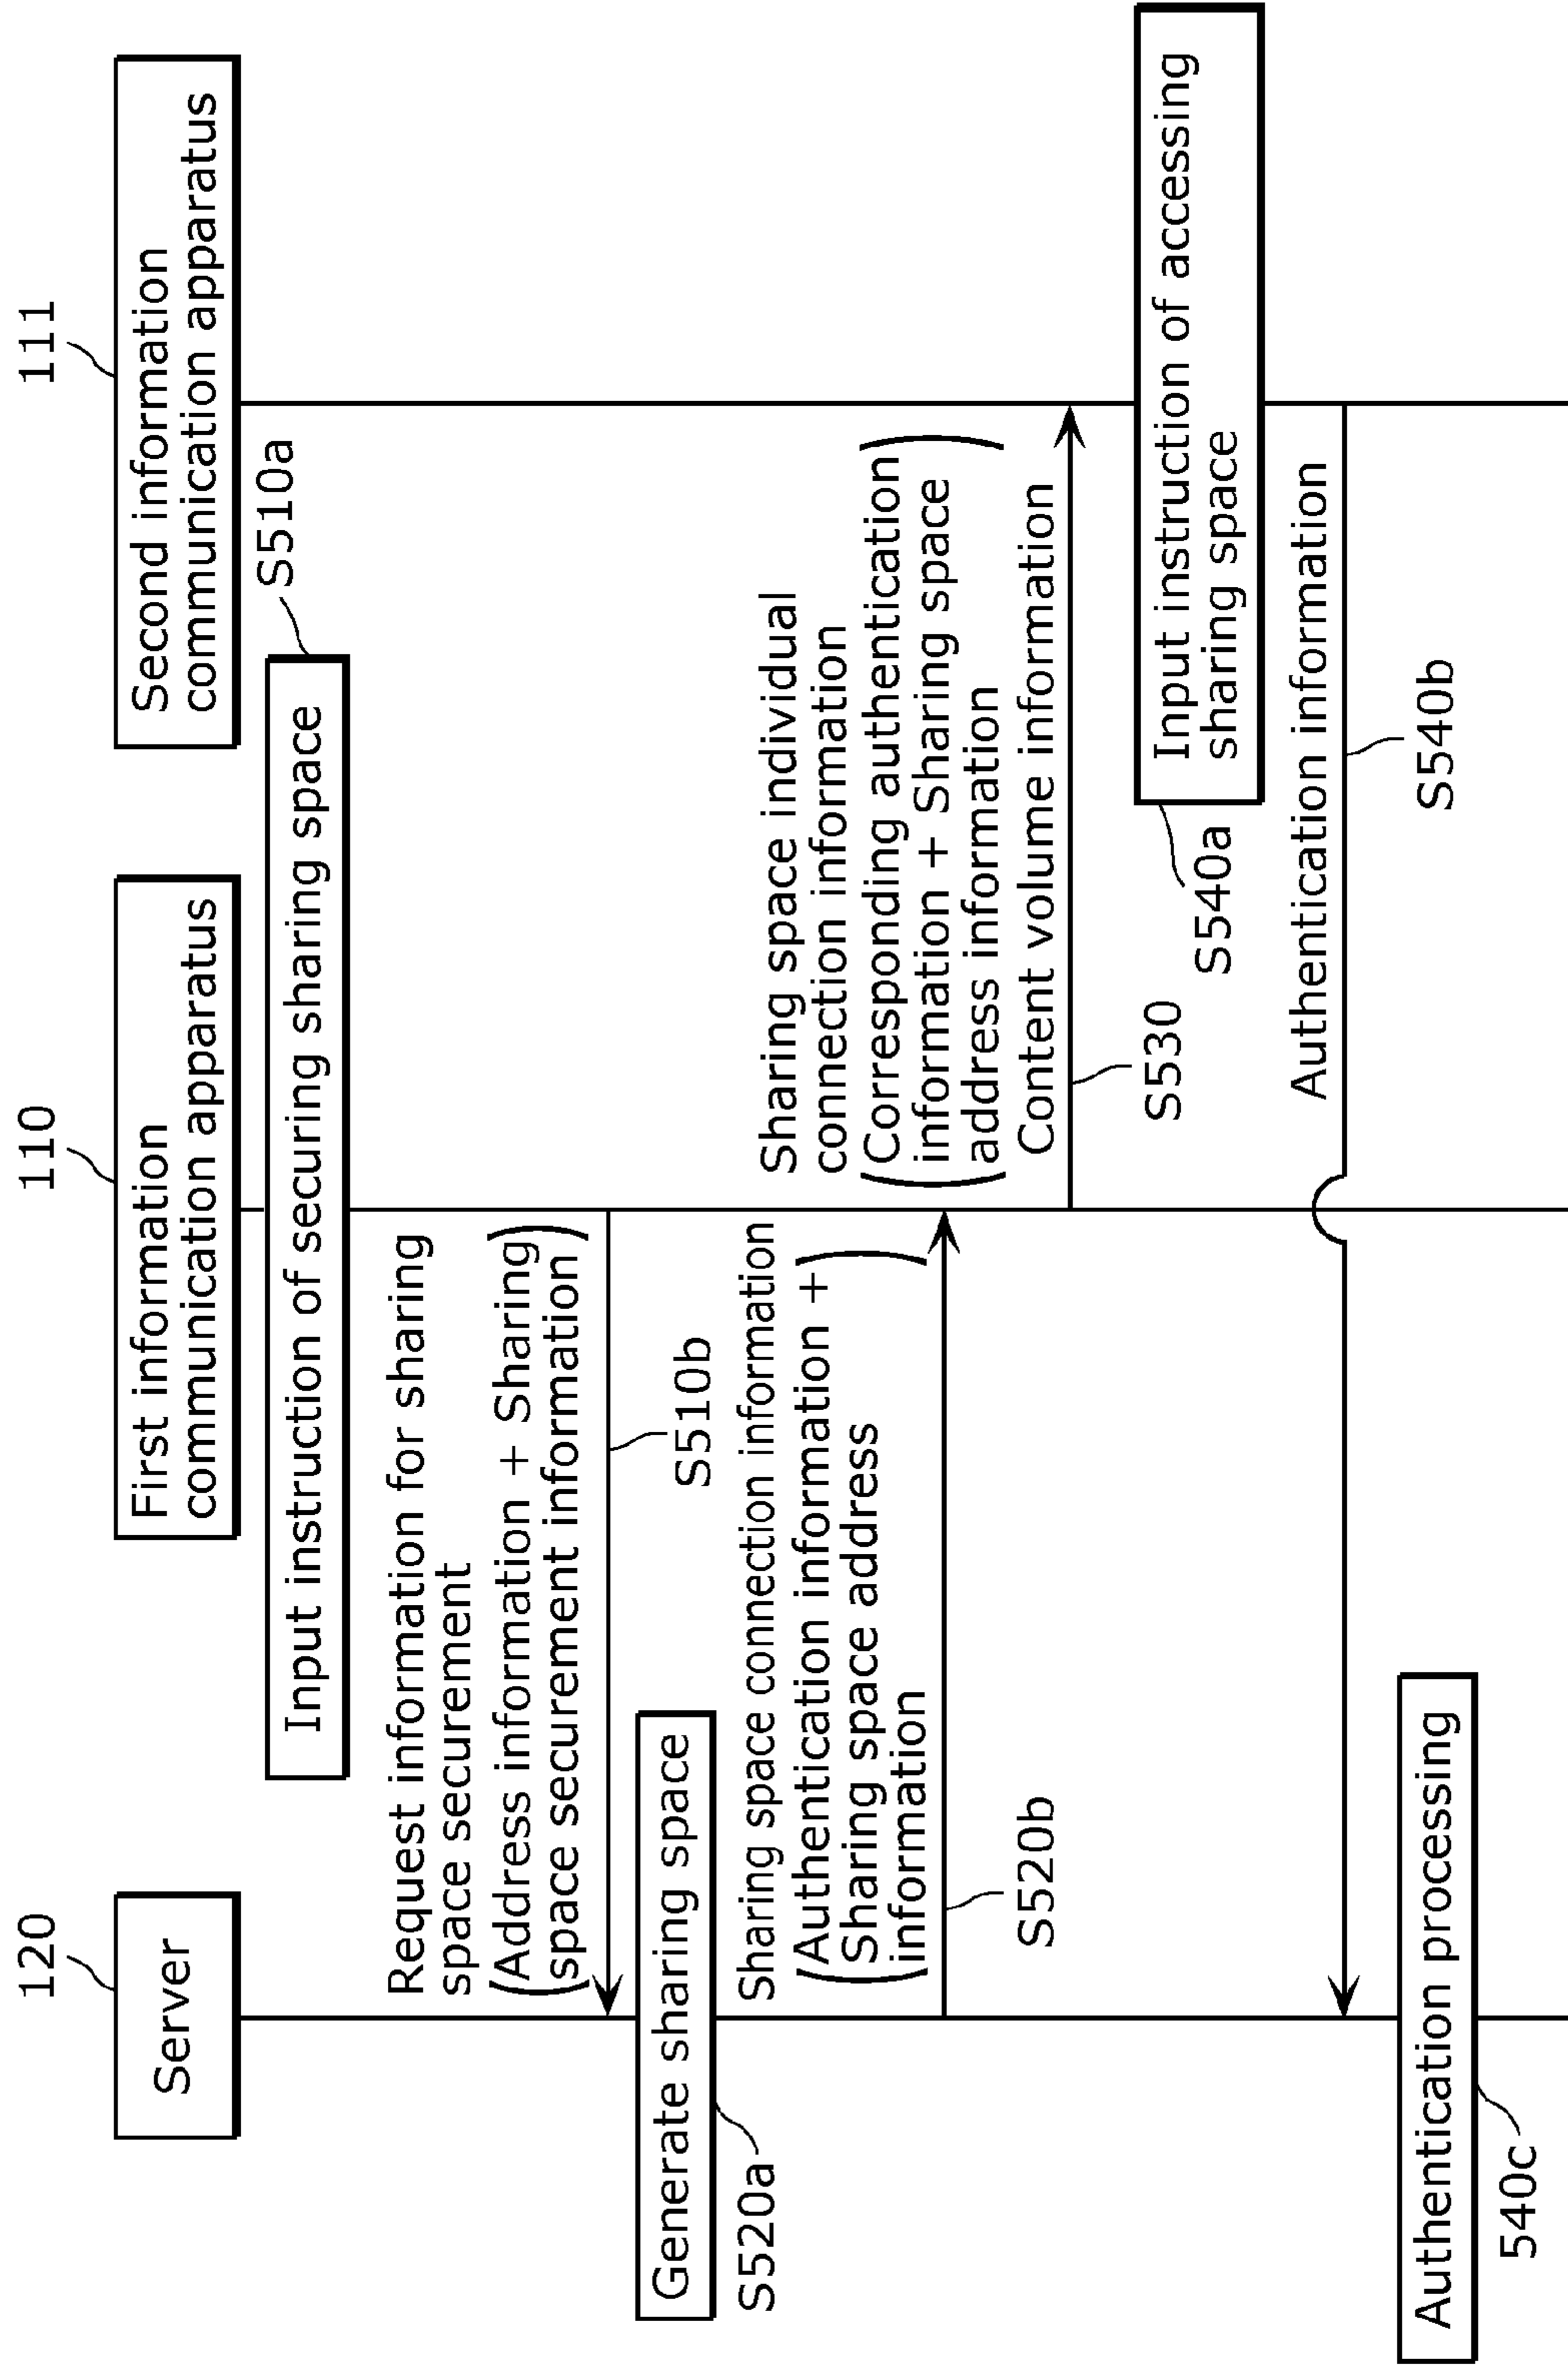 120
Server
110
First information
communication apparatus
111
Second information
communication apparatus
Input instruction of securing sharing space
S510a
Request information for sharing
space securement
(Address information + Sharing
space securement information)
S510b
Generate sharing space
S520a
Sharing space connection information
(Authentication information +
Sharing space address
information)
S520b
Sharing space individual
connection information
(Corresponding authentication
information + Sharing space
address information)
Content volume information
S530
Input instruction of accessing
sharing space
S540a
Authentication information
S540b
Authentication processing
540c